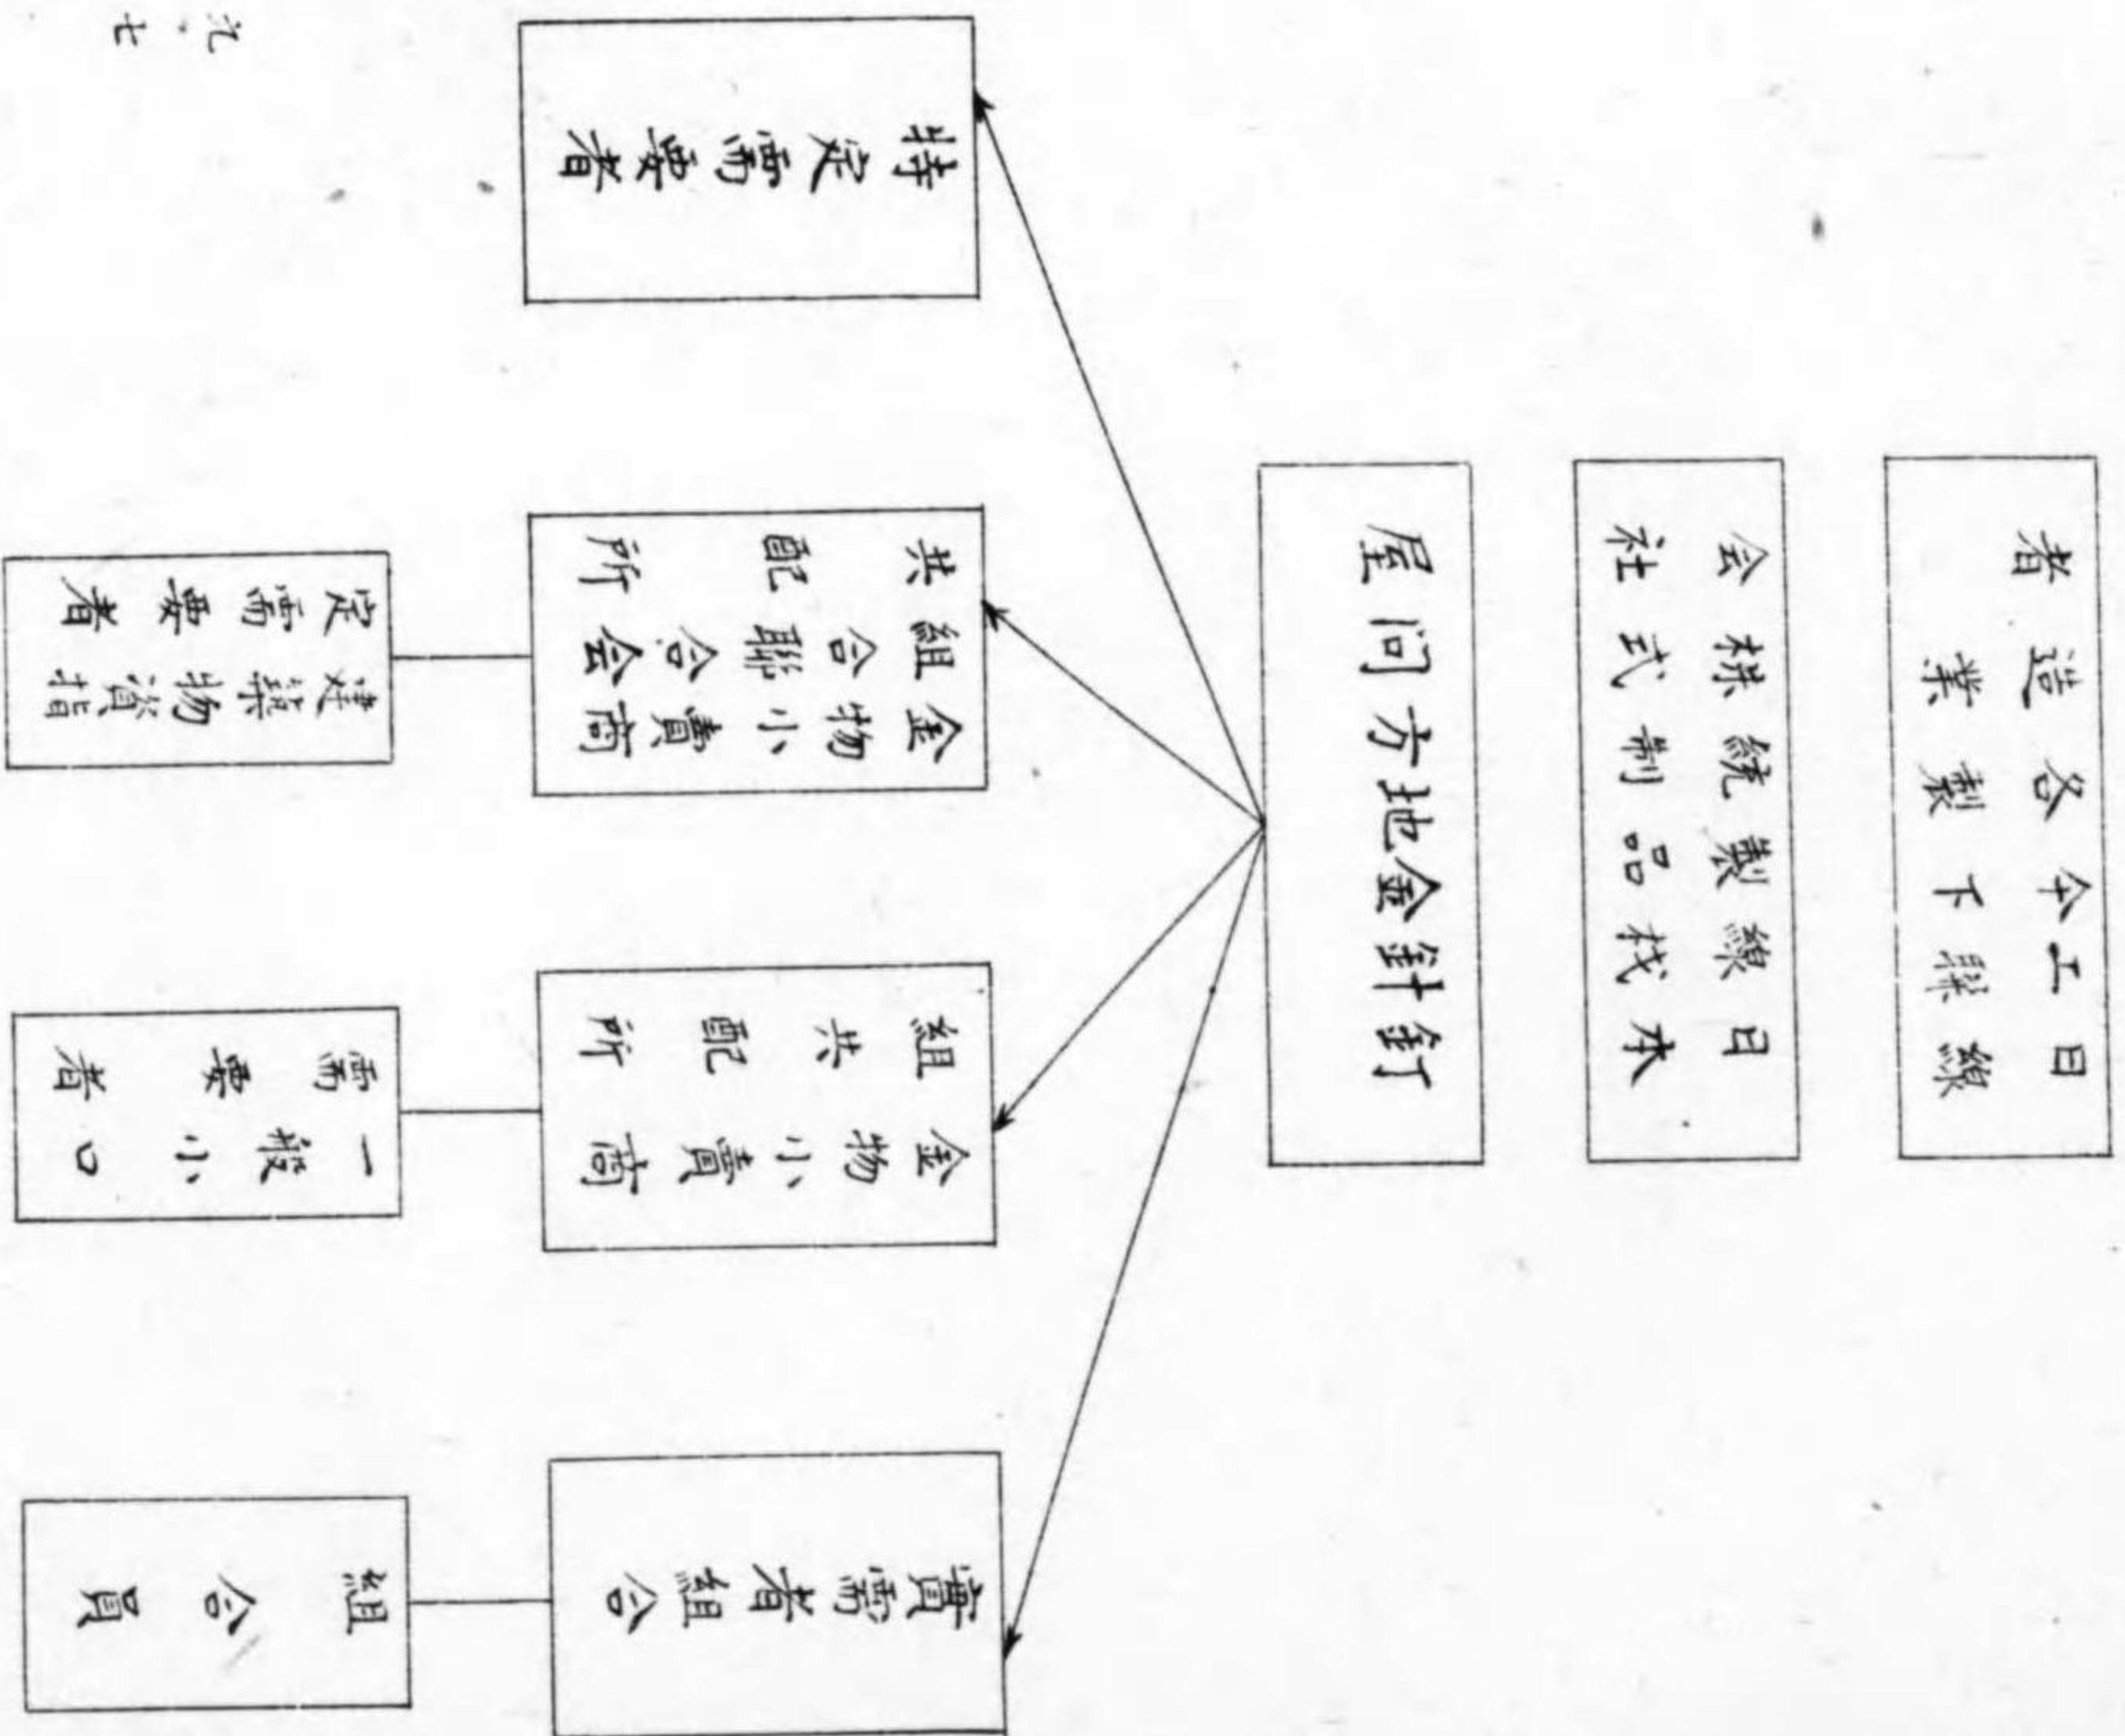 日線工聯仐下各製造業者
日本線材製品統制株式会社
釘針金地方问屋
實需者組合
金物小賣商
組共配所
金物小賣商
組合聯合会
共配所
特定需要者
組合員
一般小口
需要者
建築物資指
定需要者
九七